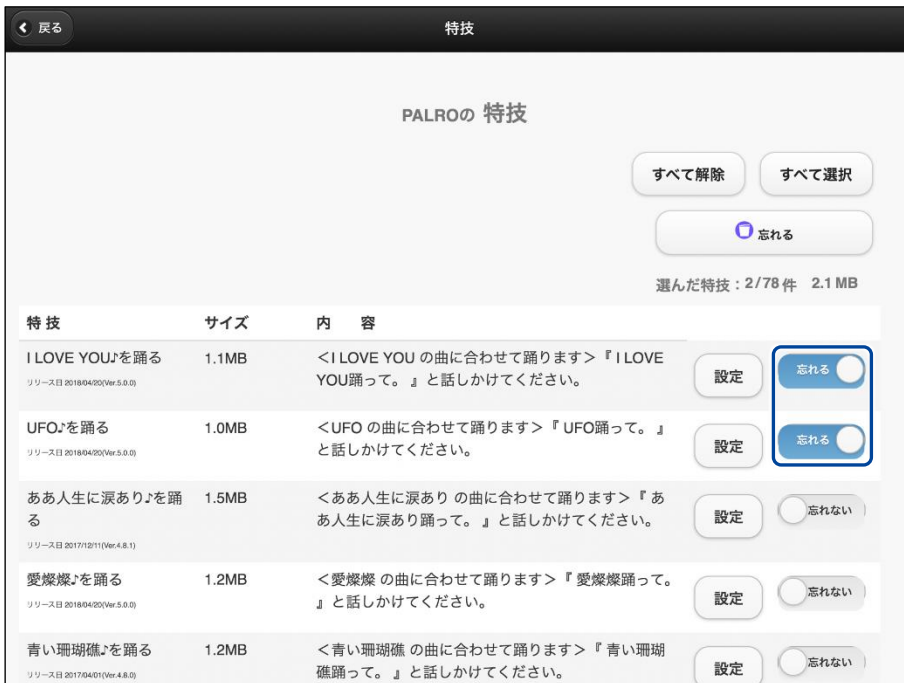 戻る
特技
PALROの 特技
すべて解除
すべて選択
忘れる
選んだ特技：2/78件 2.1 MB
特 技 サイズ 内 容
I LOVE YOU♪を踊る 1.1MB ＜I LOVE YOU の曲に合わせて踊ります＞『 I LOVE
リリース日 2018/04/20(Ver.5.0.0) YOU踊って。 』と話しかけてください。
設定
忘れる
UFO♪を踊る 1.0MB ＜UFO の曲に合わせて踊ります＞『 UFO踊って。 』
リリース日 2018/04/20(Ver.5.0.0) と話しかけてください。
設定
忘れる
ああ人生に涙あり♪を踊 1.5MB ＜ああ人生に涙あり の曲に合わせて踊ります＞『 あ
る あ人生に涙あり踊って。 』と話しかけてください。
リリース日 2017/12/11(Ver.4.8.1)
設定
忘れない
愛燦燦♪を踊る 1.2MB ＜愛燦燦 の曲に合わせて踊ります＞『 愛燦燦踊って。
リリース日 2018/04/20(Ver.5.0.0) 』と話しかけてください。
設定
忘れない
青い珊瑚礁♪を踊る 1.2MB ＜青い珊瑚礁 の曲に合わせて踊ります＞『 青い珊瑚
リリース日 2017/04/01(Ver.4.8.0) 礁踊って。 』と話しかけてください。
設定
忘れない